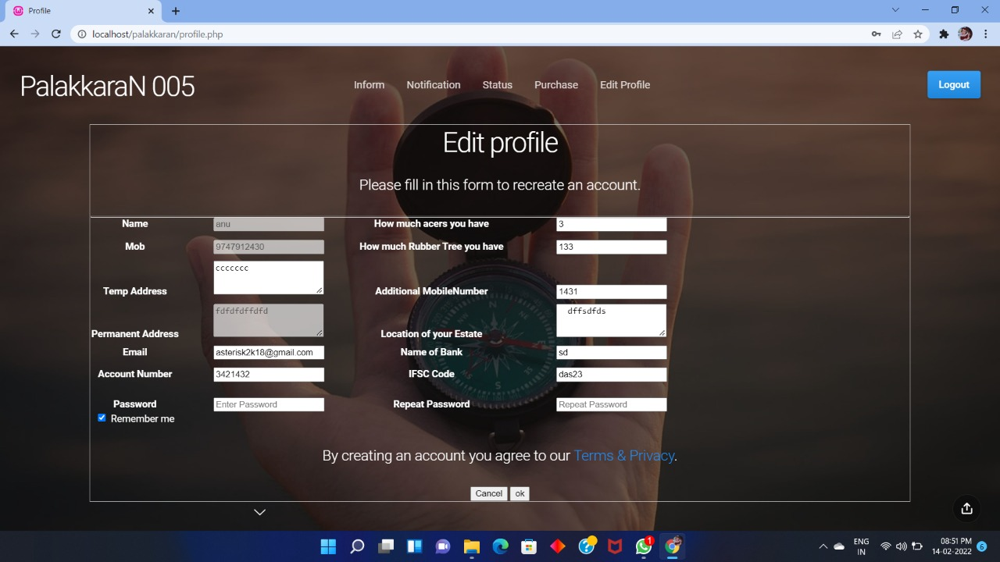 Profile
localhost/palakkaran/profile.php
PalakkaraN 005
Inform Notification Status Purchase Edit Profile
Logout
Edit profile
Please fill in this form to recreate an account.
Name anu How much acers you have 3
Mob 9747912430 How much Rubber Tree you have 133
Temp Address ccccccc Additional MobileNumber 1431
Permanent Address fdfdfdffdfd Location of your Estate dffsdfds
Email asterisk2k18@gmail.com Name of Bank sd
Account Number 3421432 IFSC Code das23
Password Enter Password Repeat Password Repeat Password
Remember me
By creating an account you agree to our Terms & Privacy.
Cancel ok
1
ENG
IN
08:51 PM
14-02-2022
6